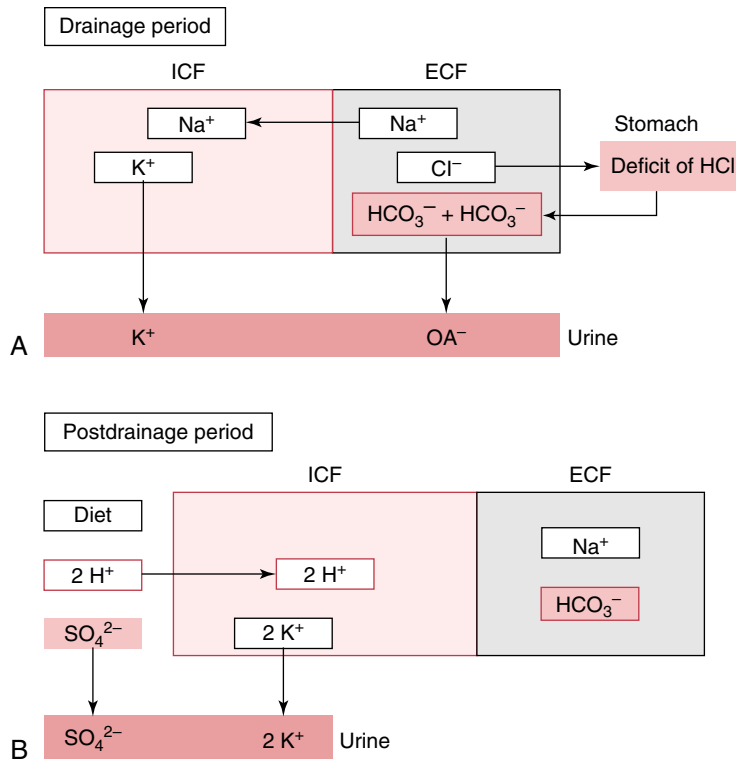 Drainage period
ICF ECF
Na⁺ Na⁺
Stomach
K⁺ Cl⁻ Deficit of HCl
HCO₃⁻ + HCO₃⁻
A K⁺ OA⁻ Urine
Postdrainage period
ICF ECF
Diet
Na⁺
2 H⁺ 2 H⁺
HCO₃⁻
SO₄²⁻ 2 K⁺
B SO₄²⁻ 2 K⁺ Urine